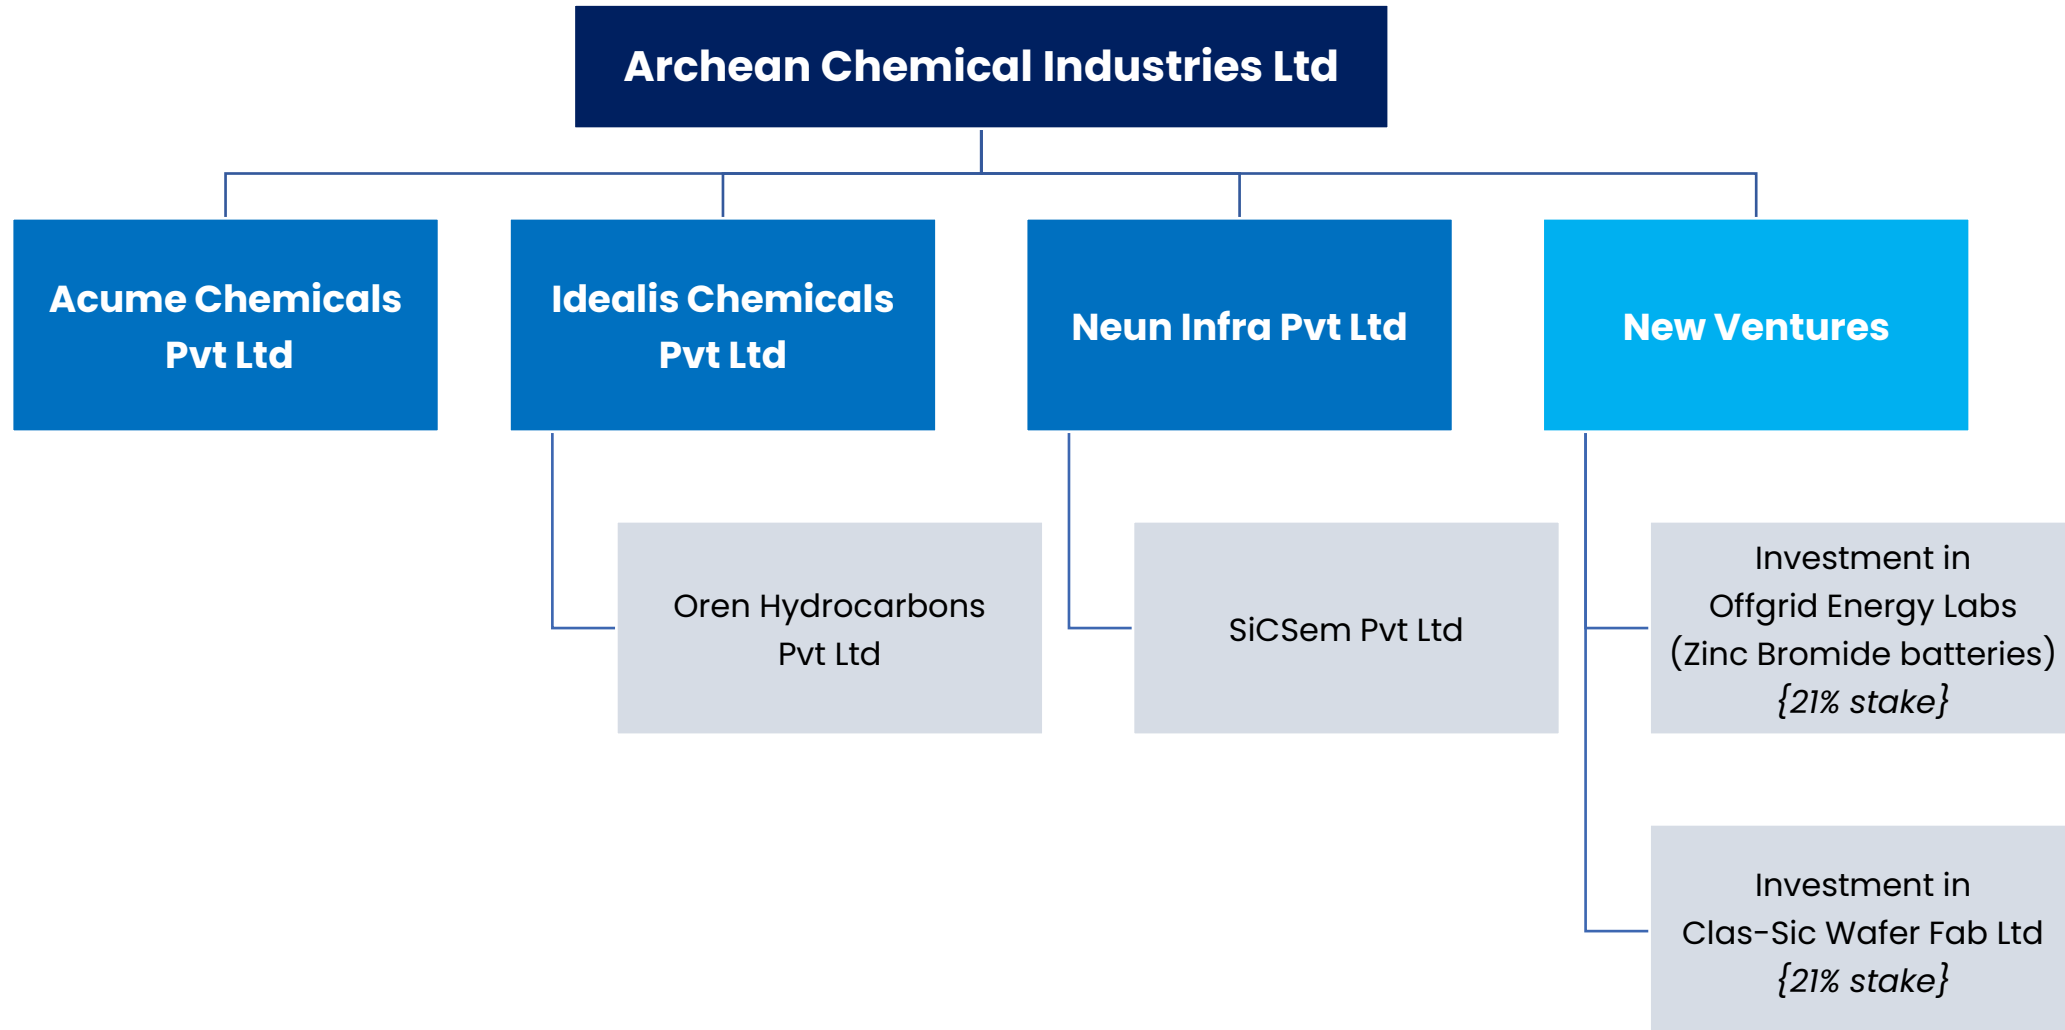 Archean Chemical Industries Ltd
Acume Chemicals
Pvt Ltd
Idealis Chemicals
Pvt Ltd
Neun Infra Pvt Ltd
New Ventures
Oren Hydrocarbons
Pvt Ltd
SiCSem Pvt Ltd
Investment in
Offgrid Energy Labs
(Zinc Bromide batteries)
{21% stake}
Investment in
Clas-Sic Wafer Fab Ltd
{21% stake}